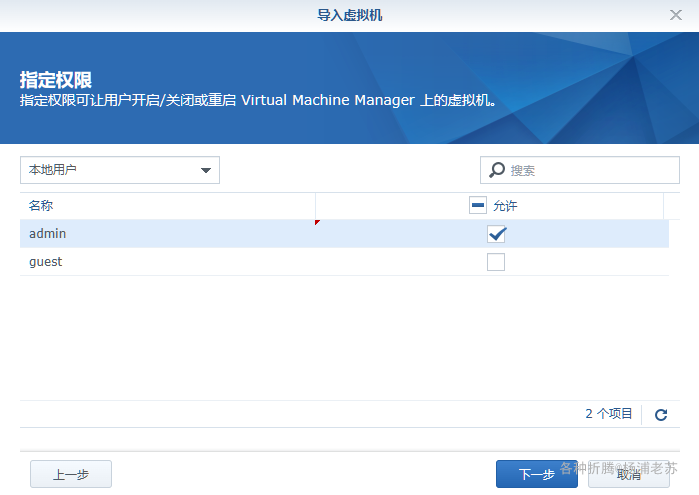 导入虚拟机
指定权限
指定权限可让用户开启/关闭或重启 Virtual Machine Manager 上的虚拟机。
本地用户
搜索
名称 允许
admin
guest
2 个项目
上一步 下一步 取消
各种折腾@杨浦老苏